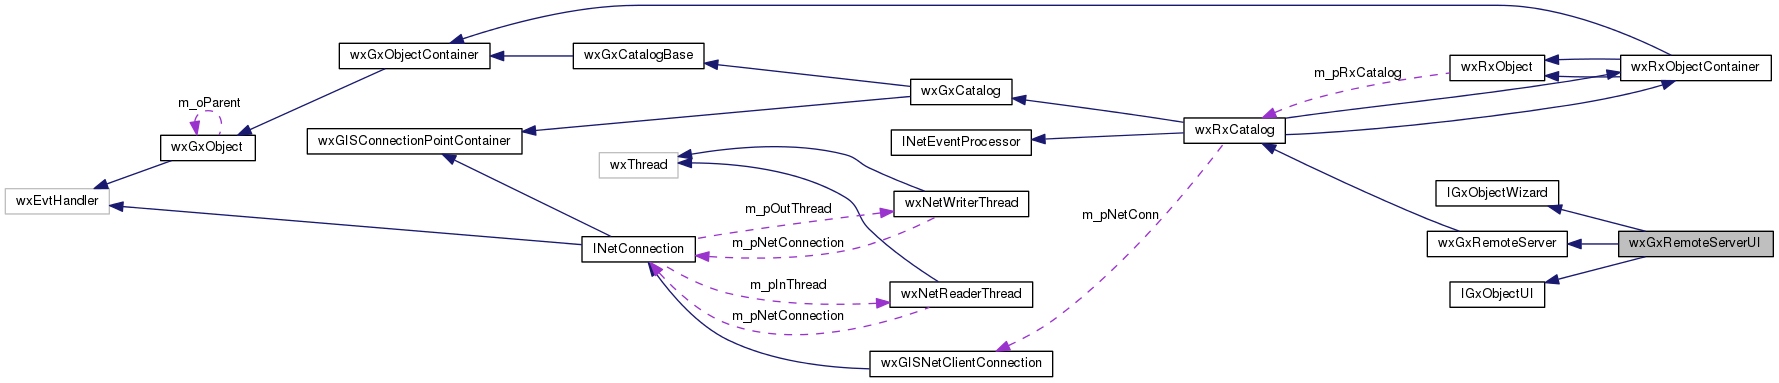 wxGxObjectContainer
wxGxCatalogBase
m_pRxCatalog
wxRxObject
wxRxObjectContainer
m_oParent
wxGxCatalog
wxGxObject
wxGISConnectionPointContainer
INetEventProcessor
wxRxCatalog
wxThread
wxEvtHandler
m_pOutThread
wxNetWriterThread
m_pNetConn
IGxObjectWizard
INetConnection
m_pNetConnection
wxGxRemoteServer
wxGxRemoteServerUI
m_pInThread
wxNetReaderThread
IGxObjectUI
m_pNetConnection
wxGISNetClientConnection